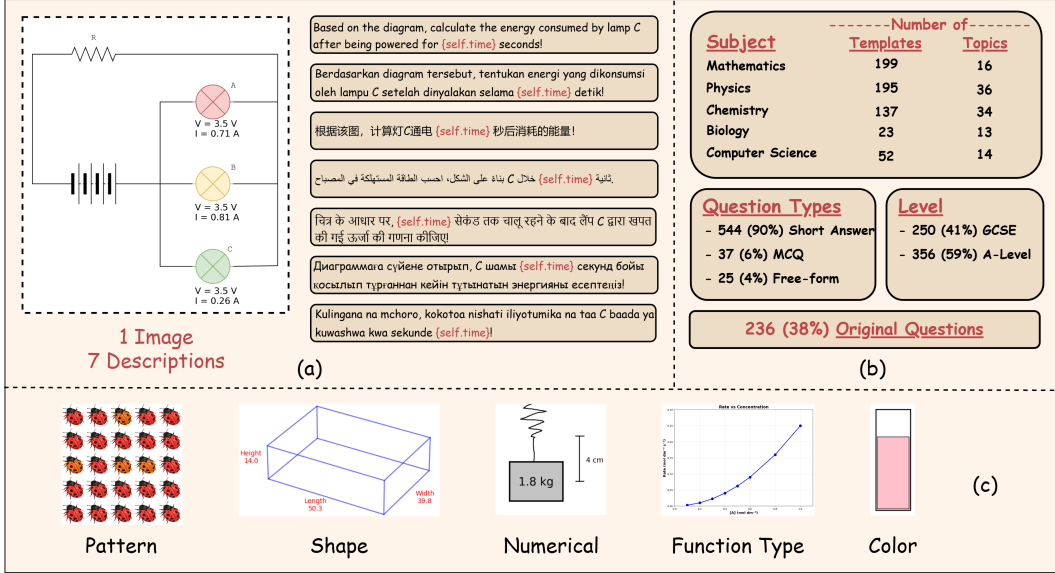 R
A
V = 3.5 V
I = 0.71 A
B
V = 3.5 V
I = 0.81 A
C
V = 3.5 V
I = 0.26 A
1 Image
7 Descriptions
Based on the diagram, calculate the energy consumed by lamp C
after being powered for {self.time} seconds!
Berdasarkan diagram tersebut, tentukan energi yang dikonsumsi
oleh lampu C setelah dinyalakan selama {self.time} detik!
根据该图，计算灯C通电 {self.time} 秒后消耗的能量！
بناءً على الشكل، احسب الطاقة المستهلكة في المصباح C خلال {self.time} ثانية.
चित्र के आधार पर, {self.time} सेकंड तक चालू रहने के बाद लैंप C द्वारा खपत
की गई ऊर्जा की गणना कीजिए!
Диаграммаға сүйене отырып, C шамы {self.time} секунд бойы
қосылып тұрғаннан кейін тұтынатын энергияны есептеңіз!
Kulingana na mchoro, kokotoa nishati iliyotumika na taa C baada ya
kuwashwa kwa sekunde {self.time}!
(a)
-------Number of-----
Subject Templates Topics
Mathematics 199 16
Physics 195 36
Chemistry 137 34
Biology 23 13
Computer Science 52 14
Question Types
- 544 (90%) Short Answer
- 37 (6%) MCQ
- 25 (4%) Free-form
Level
- 250 (41%) GCSE
- 356 (59%) A-Level
236 (38%) Original Questions
(b)
Pattern
Height
14.0
Length
50.3
Width
39.8
Shape
1.8 kg
4 cm
Numerical
Rate vs Concentration
Rate (mol dm⁻³ s⁻¹)
[A] (mol dm⁻³)
Function Type
Color
(c)